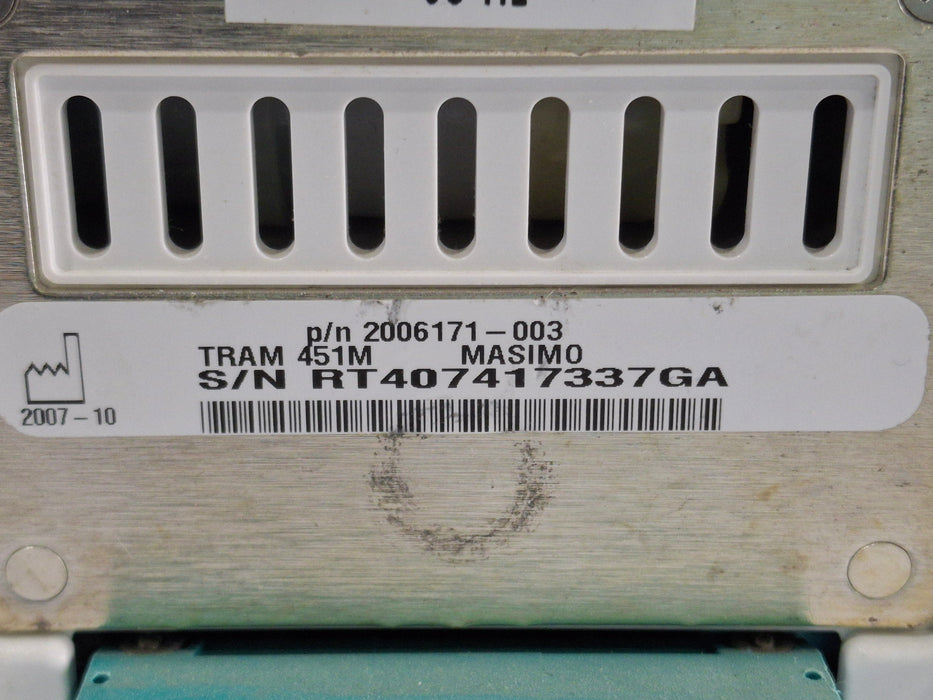 p/n 2006171-003
TRAM 451M MASIMO
S/N RT407417337GA
2007-10